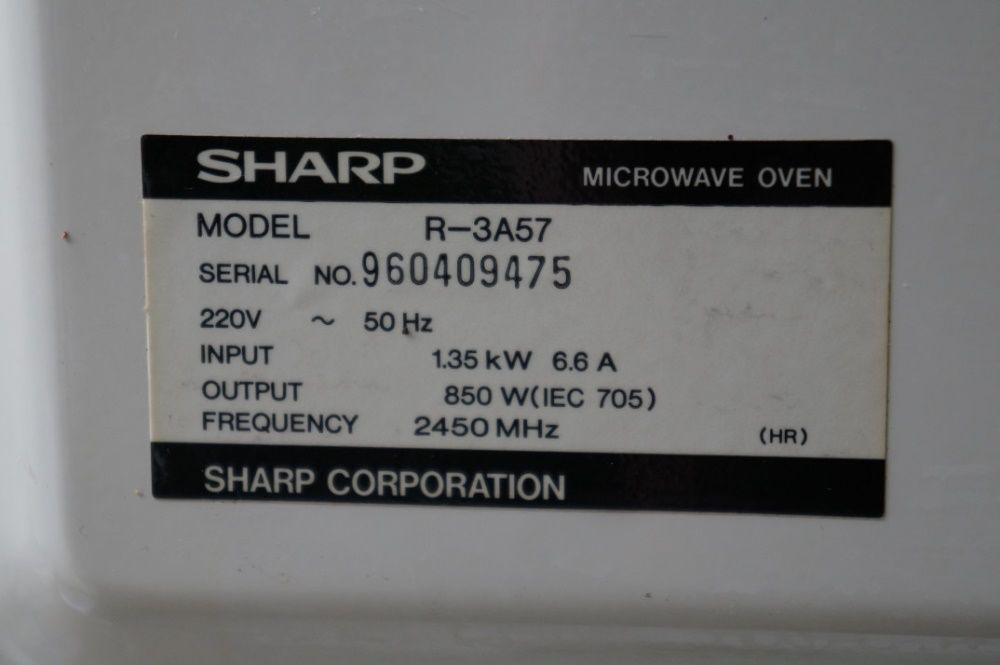 SHARP MICROWAVE OVEN
MODEL R-3A57
SERIAL NO. 960409475
220V ~ 50 Hz
INPUT 1.35 kW 6.6 A
OUTPUT 850 W(IEC 705)
FREQUENCY 2450 MHz (HR)
SHARP CORPORATION